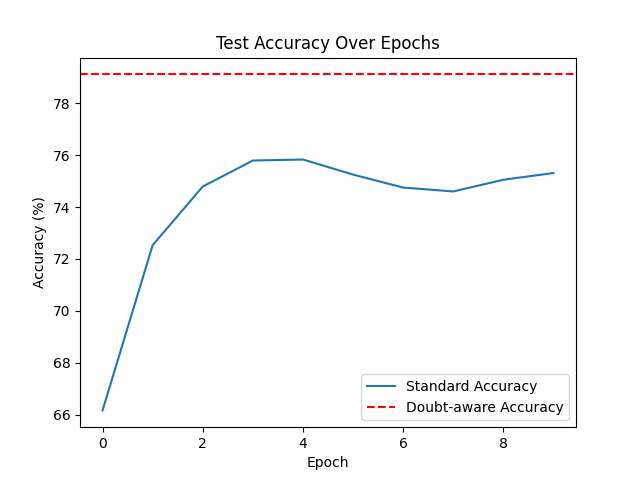 Test Accuracy Over Epochs
Accuracy (%)
78
76
74
72
70
68
66
0 2 4 6 8
Epoch
Standard Accuracy
Doubt-aware Accuracy